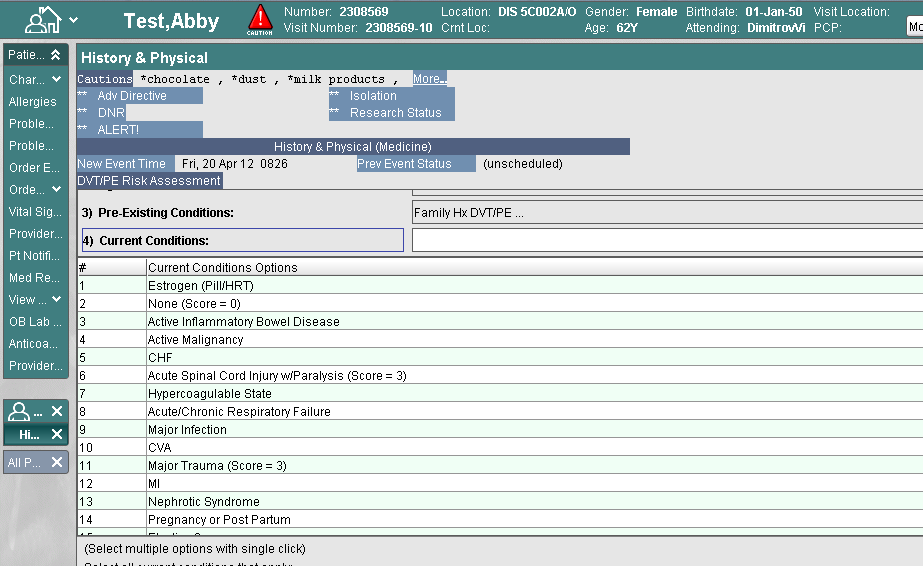 Test,Abby
CAUTION
Number: 2308569 Location: DIS 5C002A/O Gender: Female Birthdate: 01-Jan-50 Visit Location:
Visit Number: 2308569-10 Crnt Loc: Age: 62Y Attending: DimitrovVi PCP:
Mo
Patie...
Char...
Allergies
Proble...
Proble...
Order E...
Orde...
Vital Sig...
Provider...
Pt Notifi...
Med Re...
View ...
OB Lab ...
Anticoa...
Provider...
...
Hi...
All P...
History & Physical
Cautions *chocolate , *dust , *milk products , More...
** Adv Directive ** Isolation
** DNR ** Research Status
** ALERT!
History & Physical (Medicine)
New Event Time Fri, 20 Apr 12 0826 Prev Event Status (unscheduled)
DVT/PE Risk Assessment
3) Pre-Existing Conditions: Family Hx DVT/PE ...
4) Current Conditions:
# Current Conditions Options
1 Estrogen (Pill/HRT)
2 None (Score = 0)
3 Active Inflammatory Bowel Disease
4 Active Malignancy
5 CHF
6 Acute Spinal Cord Injury w/Paralysis (Score = 3)
7 Hypercoagulable State
8 Acute/Chronic Respiratory Failure
9 Major Infection
10 CVA
11 Major Trauma (Score = 3)
12 MI
13 Nephrotic Syndrome
14 Pregnancy or Post Partum
(Select multiple options with single click)
Select all current conditions that apply: